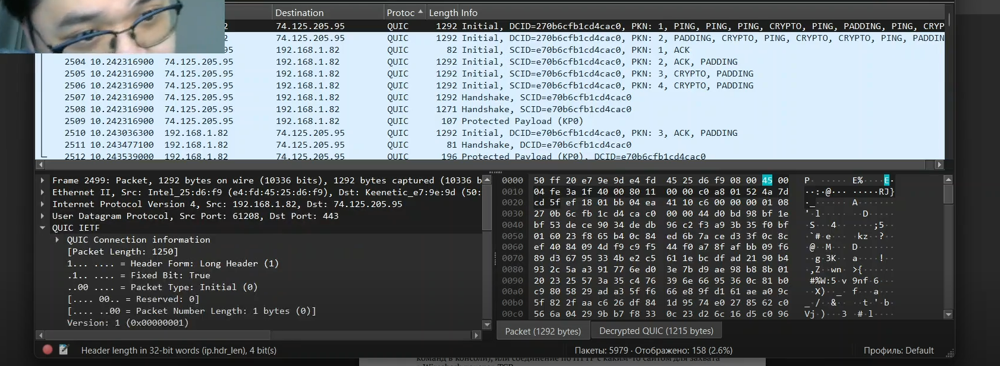 Destination Protoc Length Info
2 74.125.205.95 QUIC 1292 Initial, DCID=270b6cfb1cd4cac0, PKN: 1, PING, PING, PING, CRYPTO, PING, PADDING, PING, CRYP
2 74.125.205.95 QUIC 1292 Initial, DCID=270b6cfb1cd4cac0, PKN: 2, PADDING, CRYPTO, PING, CRYPTO, CRYPTO, PING, PADDIN
95 192.168.1.82 QUIC 82 Initial, SCID=e70b6cfb1cd4cac0, PKN: 1, ACK
2504 10.242316900 74.125.205.95 192.168.1.82 QUIC 1292 Initial, SCID=e70b6cfb1cd4cac0, PKN: 2, ACK, PADDING
2505 10.242316900 74.125.205.95 192.168.1.82 QUIC 1292 Initial, SCID=e70b6cfb1cd4cac0, PKN: 3, CRYPTO, PADDING
2506 10.242316900 74.125.205.95 192.168.1.82 QUIC 1292 Initial, SCID=e70b6cfb1cd4cac0, PKN: 4, CRYPTO, PADDING
2507 10.242316900 74.125.205.95 192.168.1.82 QUIC 1292 Handshake, SCID=e70b6cfb1cd4cac0
2508 10.242316900 74.125.205.95 192.168.1.82 QUIC 1271 Handshake, SCID=e70b6cfb1cd4cac0
2509 10.242316900 74.125.205.95 192.168.1.82 QUIC 107 Protected Payload (KP0)
2510 10.243036300 192.168.1.82 74.125.205.95 QUIC 1292 Initial, DCID=e70b6cfb1cd4cac0, PKN: 3, ACK, PADDING
2511 10.243477100 192.168.1.82 74.125.205.95 QUIC 81 Handshake, DCID=e70b6cfb1cd4cac0
2512 10.243539000 192.168.1.82 74.125.205.95 QUIC 196 Protected Payload (KP0), DCID=e70b6cfb1cd4cac0
Frame 2499: Packet, 1292 bytes on wire (10336 bits), 1292 bytes captured (10336 b
Ethernet II, Src: Intel_25:d6:f9 (e4:fd:45:25:d6:f9), Dst: Keenetic_e7:9e:9d (50:
Internet Protocol Version 4, Src: 192.168.1.82, Dst: 74.125.205.95
User Datagram Protocol, Src Port: 61208, Dst Port: 443
QUIC IETF
QUIC Connection information
[Packet Length: 1250]
1... .... = Header Form: Long Header (1)
.1.. .... = Fixed Bit: True
..00 .... = Packet Type: Initial (0)
[.... 00.. = Reserved: 0]
[.... ..00 = Packet Number Length: 1 bytes (0)]
Version: 1 (0x00000001)
0000 50 ff 20 e7 9e 9d e4 fd 45 25 d6 f9 08 00 45 00 P· ·····E%····E·
0010 04 fe 3a 1f 40 00 80 11 00 00 c0 a8 01 52 4a 7d ··:·@··· ·····RJ}
0020 cd 5f ef 18 01 bb 04 ea 41 10 c6 00 00 00 01 08 ·_······ A·······
0030 27 0b 6c fb 1c d4 ca c0 00 00 44 d0 bd 98 bf 1e '·l····· ··D·····
0040 bf 53 de ce 90 34 de db 96 c2 f3 a9 3b 35 f0 bf ·S···4·· ····;5··
0050 01 60 23 f8 65 b4 0c 84 ed 6b 7a ce d3 3f 0c 8c ·`#·e··· ·kz··?··
0060 ef 40 84 09 4d f9 c9 f5 44 f0 a7 8f af bb 09 f6 ·@··M··· D·······
0070 89 d3 67 95 33 4b e2 c5 61 1e bc df ad 21 90 b4 ··g·3K·· a····!··
0080 93 2c 5a a3 91 77 6e d0 3e 7b d9 ae 98 b8 8b 01 ·,Z··wn· >{······
0090 20 23 25 57 3a 35 c4 76 39 6e 66 95 36 0c 81 b0 #%W:5·v 9nf·6···
00a0 c9 80 58 29 ad a3 5f f6 66 e8 9f d1 61 ae a0 9c ··X)··_· f···a···
00b0 5f 82 2f aa c6 26 df 84 1d 95 74 e0 27 85 62 c0 _·/··&·· ··t·'·b·
00c0 56 6a 04 29 9b b7 f8 33 0c 23 d2 6c 16 d5 c0 96 Vj·)···3 ·#·l····
Packet (1292 bytes) Decrypted QUIC (1215 bytes)
Header length in 32-bit words (ip.hdr_len), 4 bit(s) Пакеты: 5979 · Отображено: 158 (2.6%) Профиль: Default
команд в консоли), или соединение по HTTP с каким-то сайтом для захвата